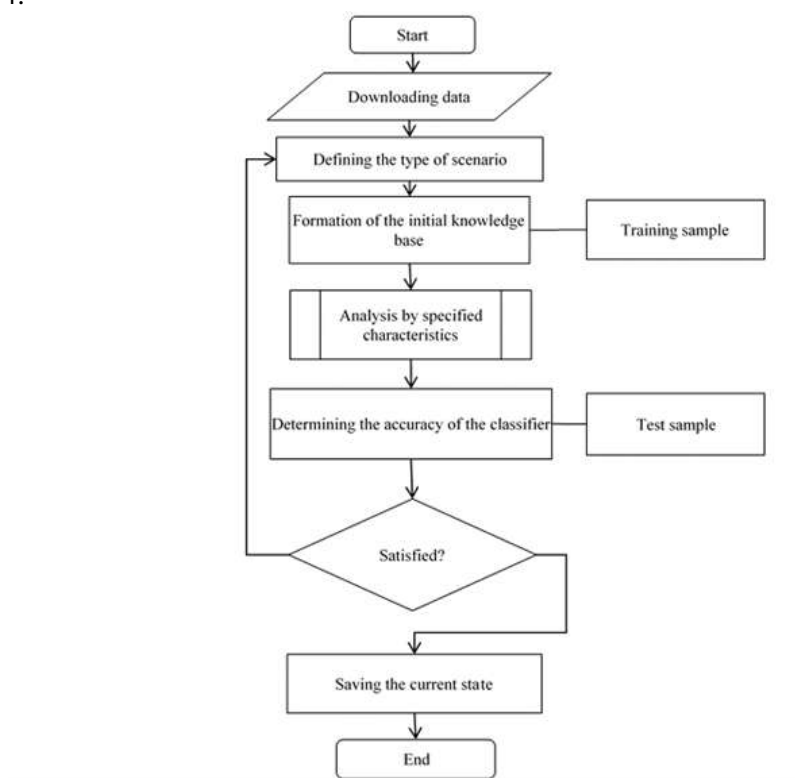 Start
Downloading data
Defining the type of scenario
Formation of the initial knowledge
base
Training sample
Analysis by specified
characteristics
Determining the accuracy of the classifier
Test sample
Satisfied?
Saving the current state
End